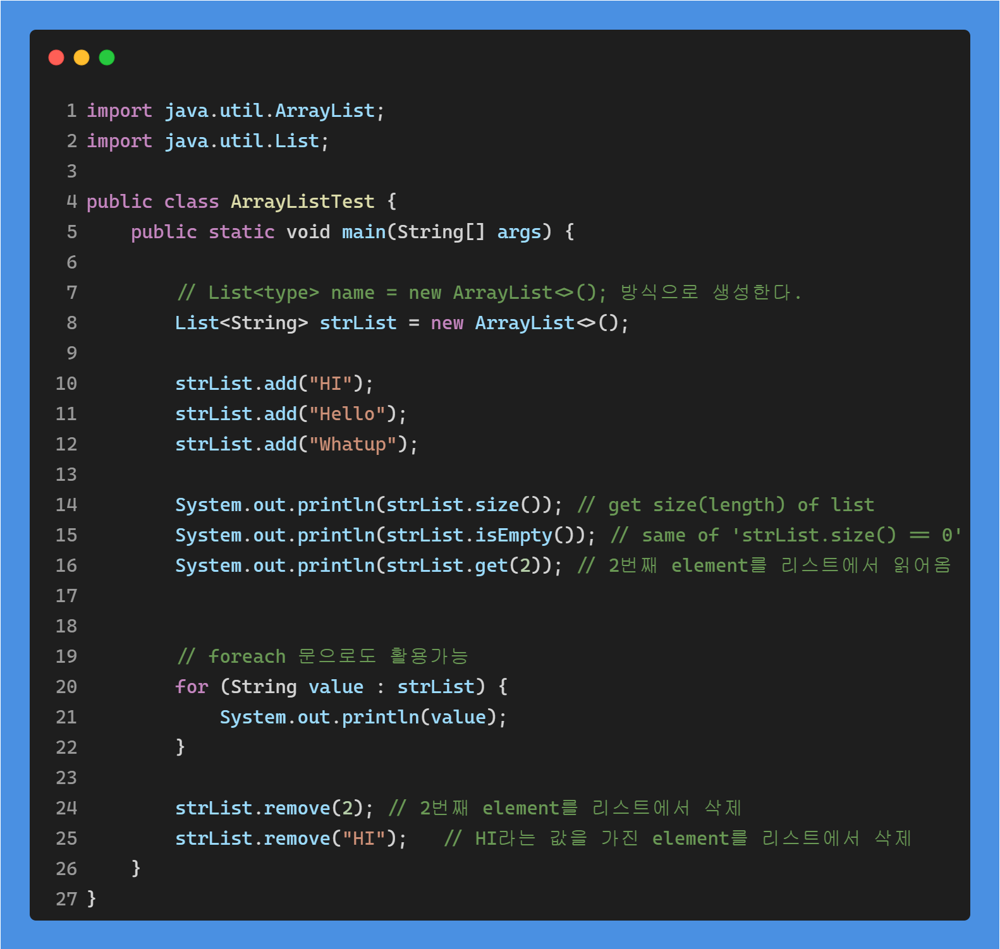 1 import java.util.ArrayList;
2 import java.util.List;
3
4 public class ArrayListTest {
5     public static void main(String[] args) {
6
7         // List<type> name = new ArrayList<>(); 방식으로 생성한다.
8         List<String> strList = new ArrayList<>();
9
10         strList.add("HI");
11         strList.add("Hello");
12         strList.add("Whatup");
13
14         System.out.println(strList.size()); // get size(length) of list
15         System.out.println(strList.isEmpty()); // same of 'strList.size() == 0'
16         System.out.println(strList.get(2)); // 2번째 element를 리스트에서 읽어옴
17
18
19         // foreach 문으로도 활용가능
20         for (String value : strList) {
21             System.out.println(value);
22         }
23
24         strList.remove(2); // 2번째 element를 리스트에서 삭제
25         strList.remove("HI");   // HI라는 값을 가진 element를 리스트에서 삭제
26     }
27 }